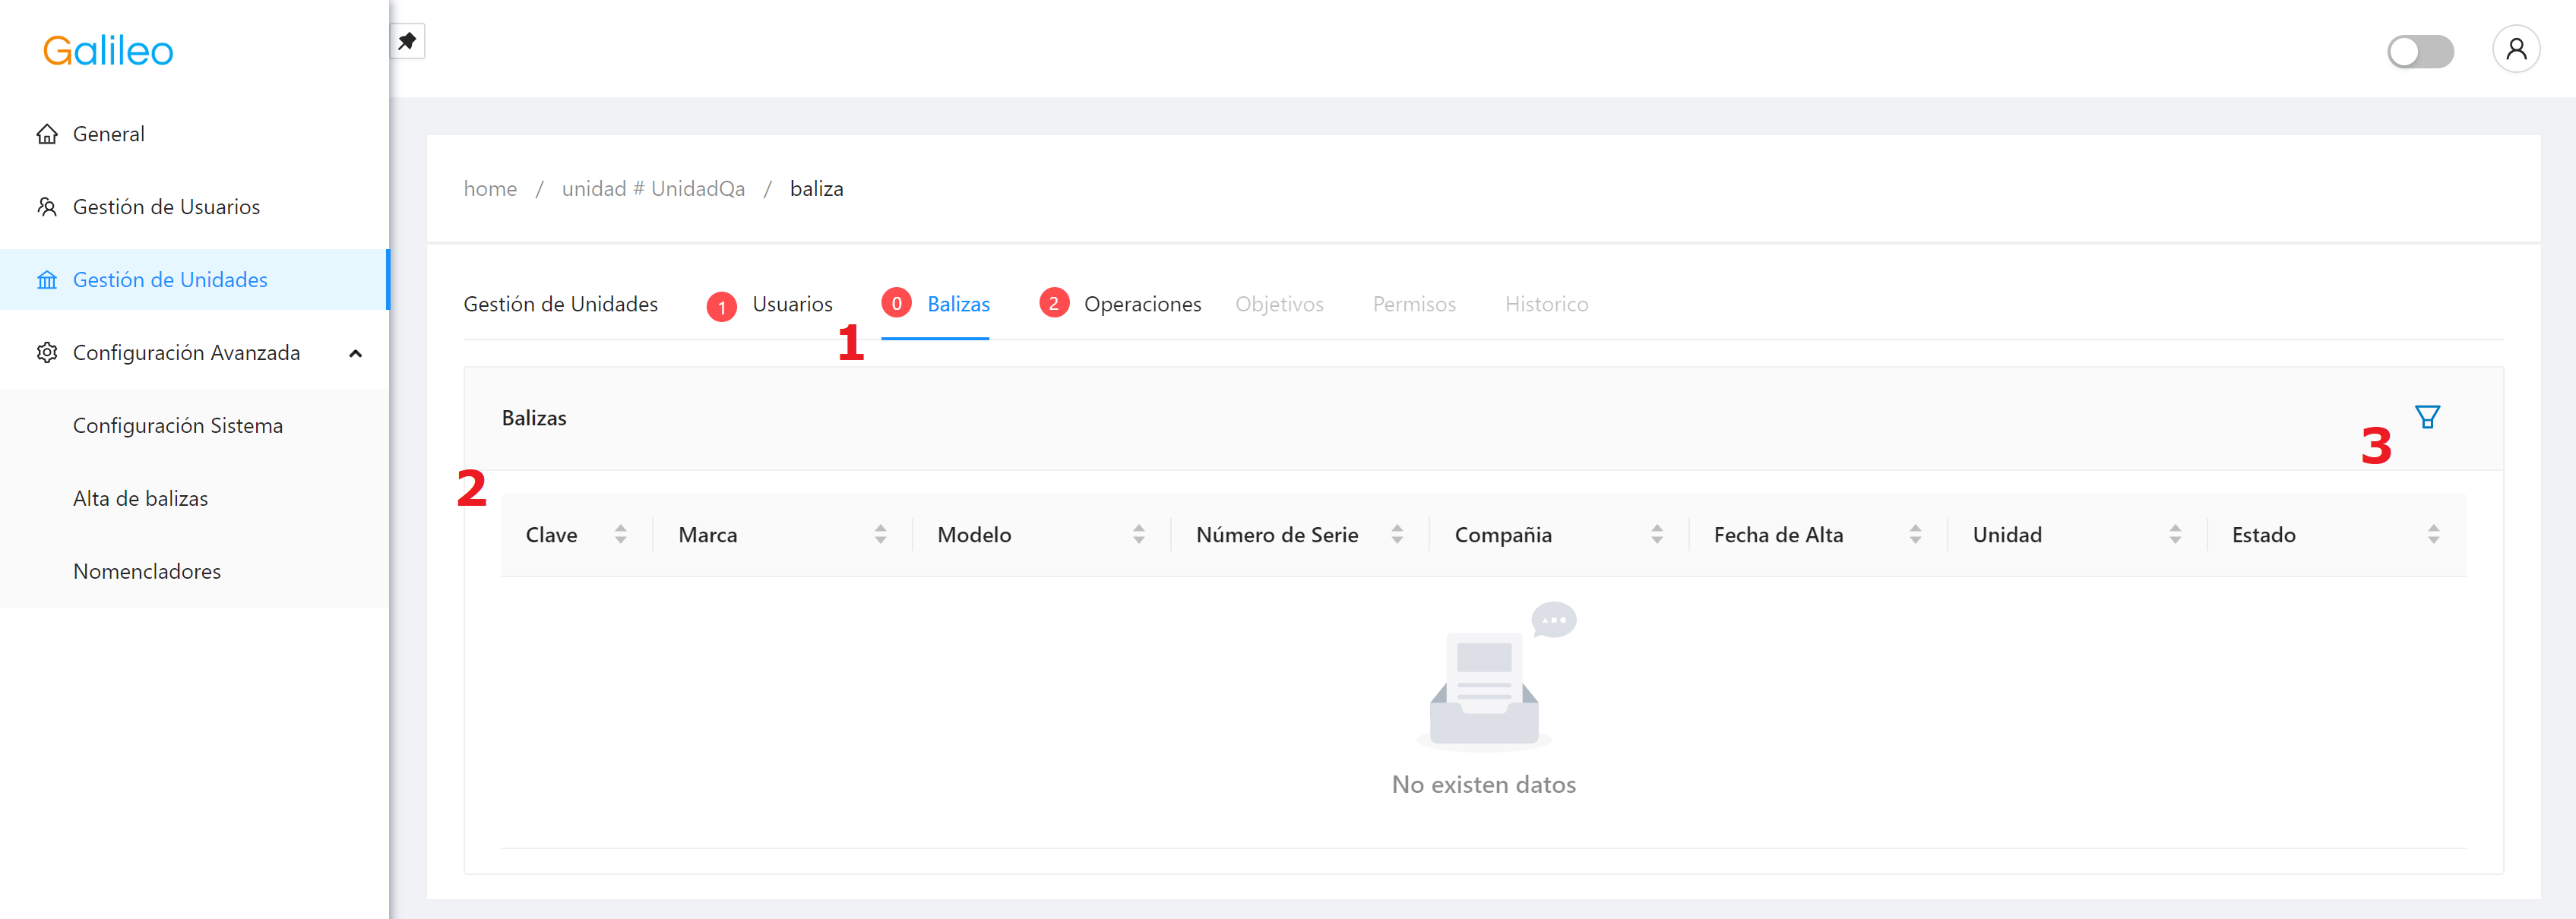 Galileo
General
Gestión de Usuarios
Gestión de Unidades
Configuración Avanzada
Configuración Sistema
Alta de balizas
Nomencladores
home / unidad # UnidadQa / baliza
Gestión de Unidades 1 Usuarios 0 Balizas 2 Operaciones Objetivos Permisos Historico
1
Balizas
3
2
Clave Marca Modelo Número de Serie Compañia Fecha de Alta Unidad Estado
No existen datos